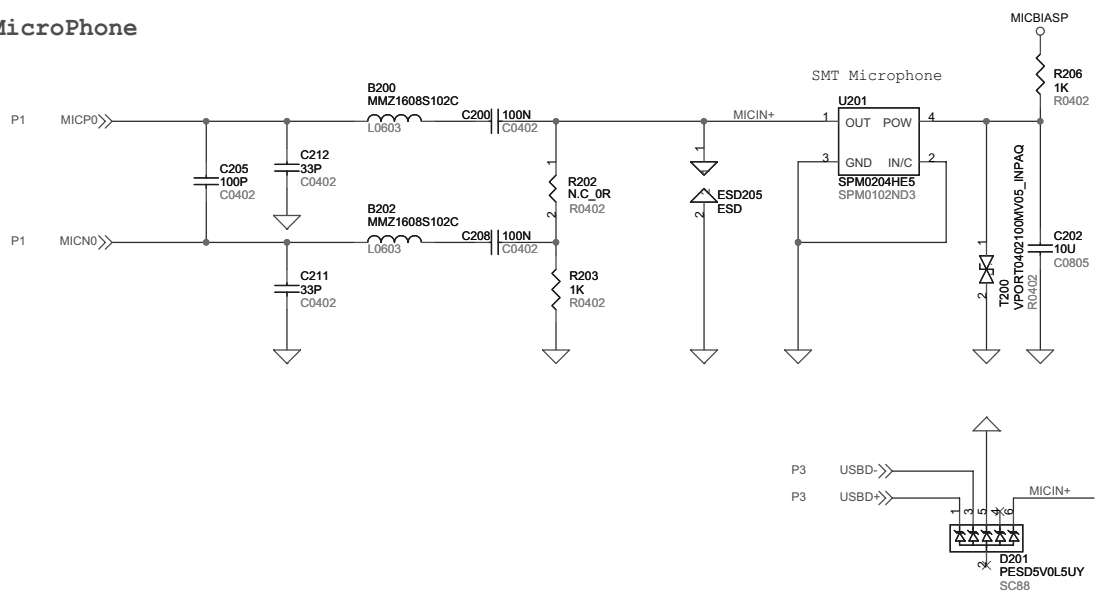 MicroPhone
MICBIASP
R206
1K
R0402
SMT Microphone
B200
MMZ1608S102C
L0603
C200
100N
C0402
MICIN+
U201
1
OUT
POW
4
3
GND
IN/C
2
SPM0204HE5
SPM0102ND3
P1
MICP0
C205
100P
C0402
C212
33P
C0402
1
R202
N.C_0R
R0402
2
1
ESD205
ESD
2
P1
MICN0
B202
MMZ1608S102C
L0603
C208
100N
C0402
C211
33P
C0402
R203
1K
R0402
1
2
T200
VPORT0402100MV05_INPAQ
R0402
C202
10U
C0805
P3
USBD-
P3
USBD+
MICIN+
1
3
5
4
6
2
D201
PESD5V0L5UY
SC88